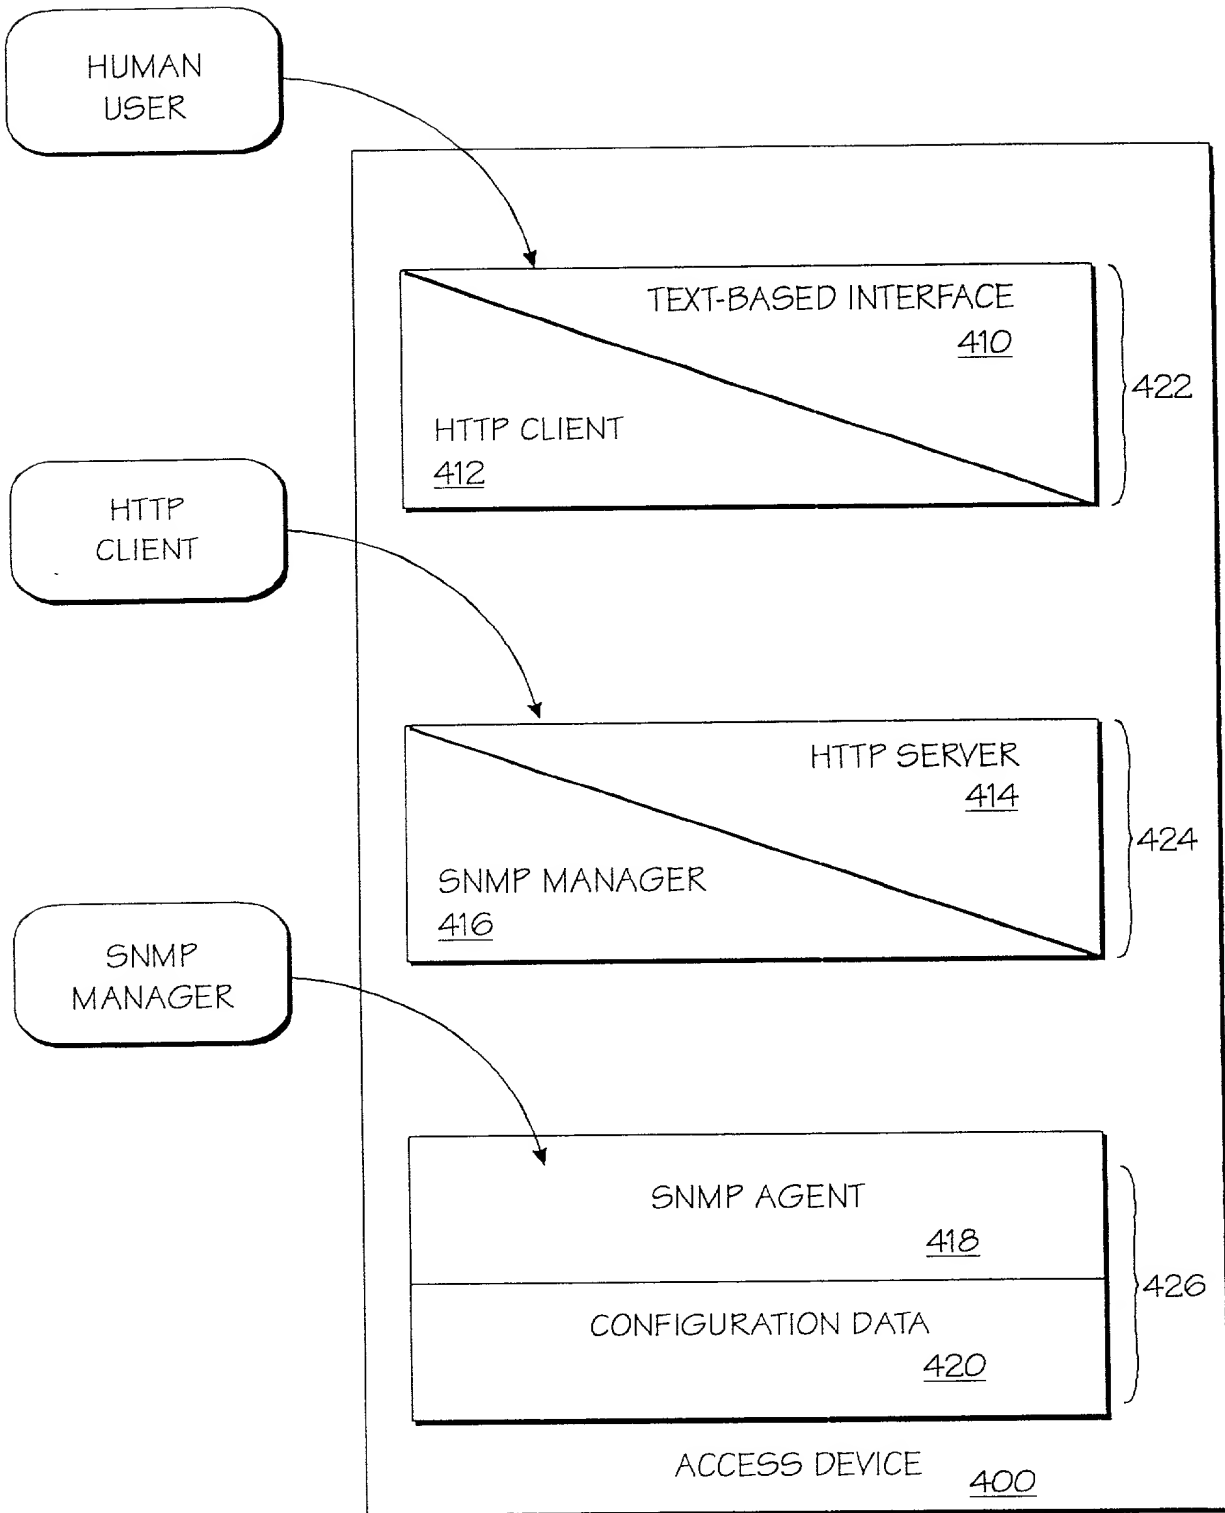 HUMAN
USER
TEXT-BASED INTERFACE
410
422
HTTP CLIENT
412
HTTP
CLIENT
HTTP SERVER
414
424
SNMP MANAGER
416
SNMP
MANAGER
SNMP AGENT
418
426
CONFIGURATION DATA
420
ACCESS DEVICE
400